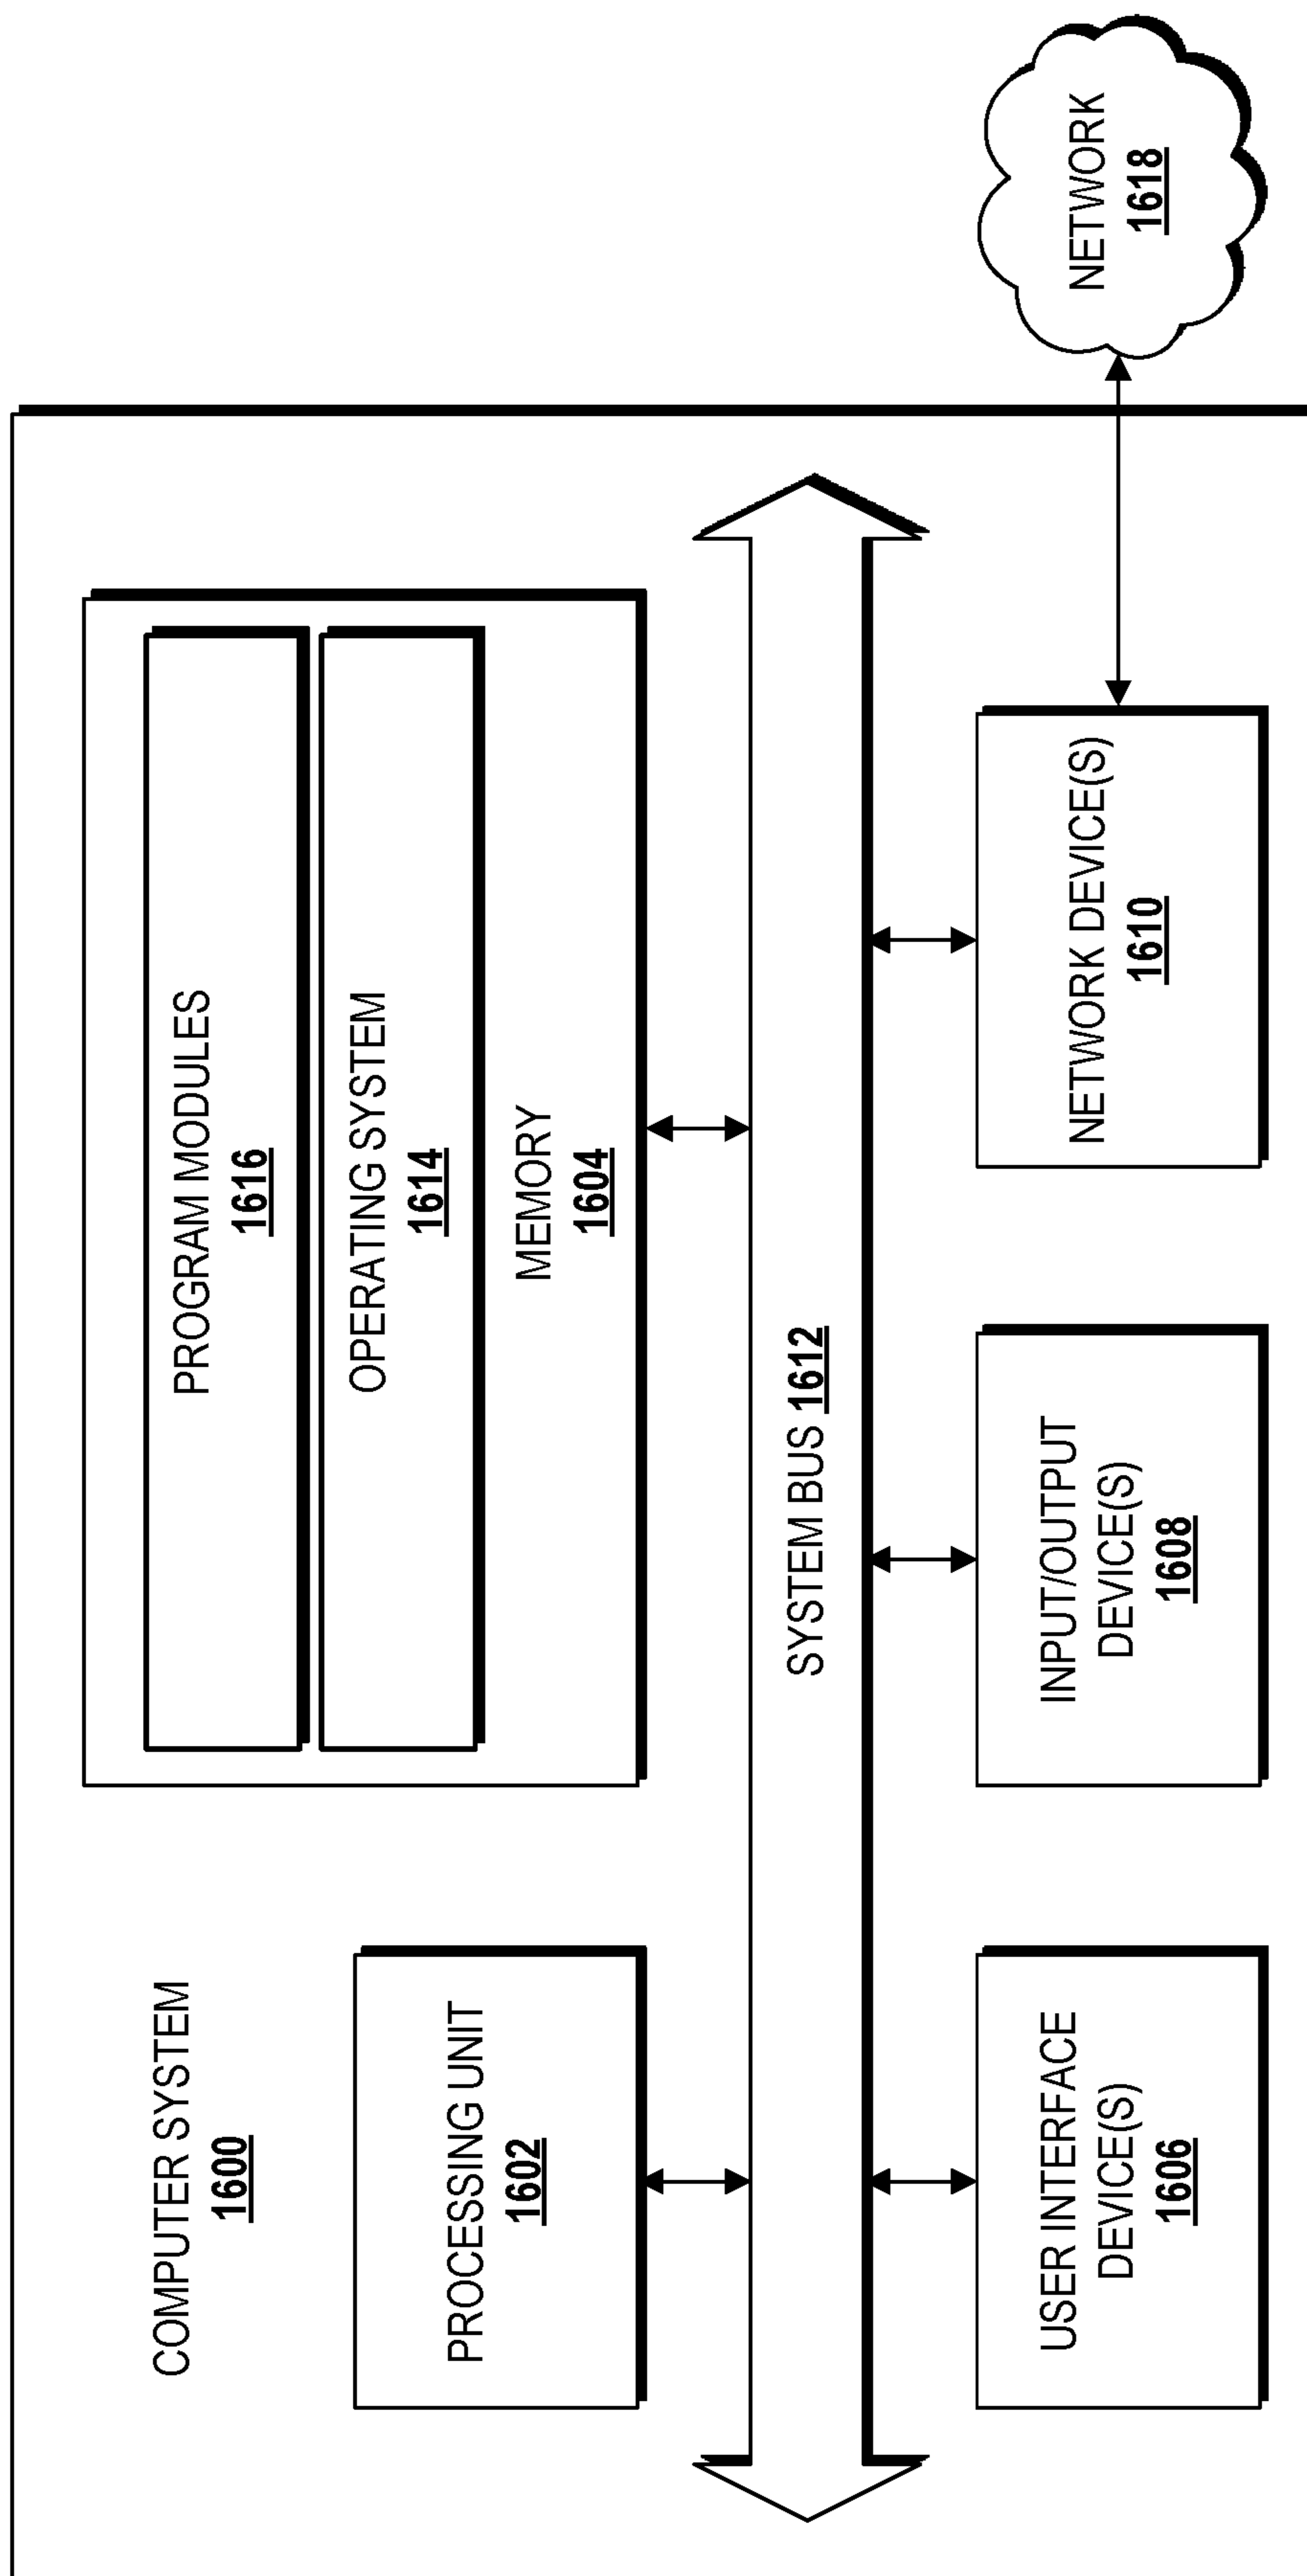 COMPUTER SYSTEM
1600
PROCESSING UNIT
1602
PROGRAM MODULES
1616
OPERATING SYSTEM
1614
MEMORY
1604
SYSTEM BUS 1612
USER INTERFACE
DEVICE(S)
1606
INPUT/OUTPUT
DEVICE(S)
1608
NETWORK DEVICE(S)
1610
NETWORK
1618